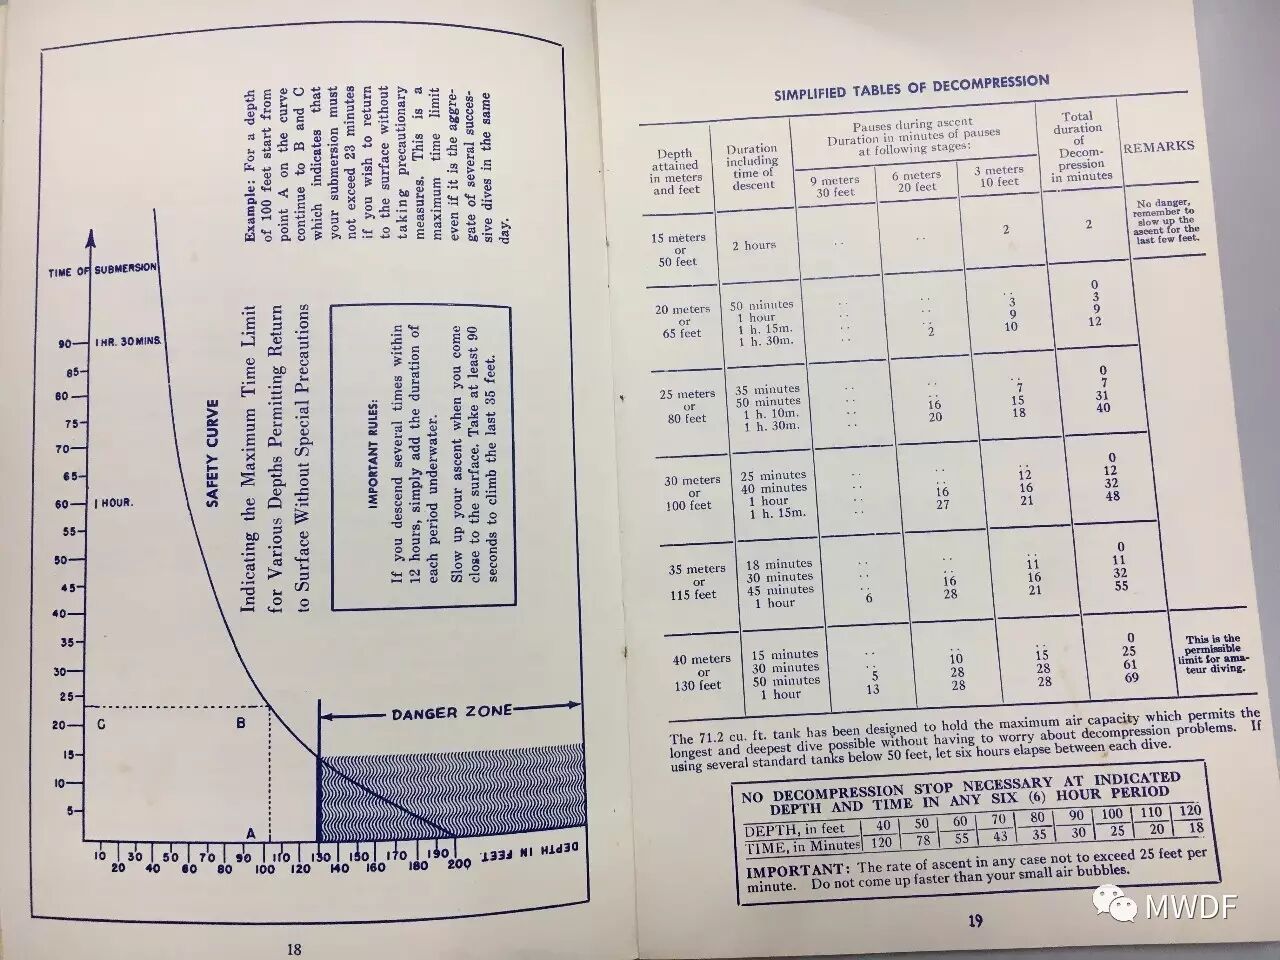 Example: For a depth
of 100 feet start from
point A on the curve
continue to B and C
which indicates that
your submersion must
not exceed 23 minutes
if you wish to return
to the surface without
taking precautionary
measures. This is a
maximum time limit
even if it is the aggre-
gate of several succes-
sive dives in the same
day.
SAFETY CURVE
Indicating the Maximum Time Limit
for Various Depths Permitting Return
to Surface Without Special Precautions
IMPORTANT RULES:
If you descend several times within
12 hours, simply add the duration of
each period underwater.
Slow up your ascent when you come
close to the surface. Take at least 90
seconds to climb the last 35 feet.
TIME OF SUBMERSION
90 1 HR. 30 MINS.
85
80
75
70
65
60 1 HOUR.
55
50
45
40
35
30
25
20
15
10
5
C B
A
DANGER ZONE
10 30 50 70 90 110 130 150 170 190
20 40 60 80 100 120 140 160 180 200
DEPTH IN FEET
18
SIMPLIFIED TABLES OF DECOMPRESSION
Depth attained in meters and feet
Duration including time of descent
Pauses during ascent
Duration in minutes of pauses
at following stages:
9 meters 30 feet
6 meters 20 feet
3 meters 10 feet
Total duration of Decom-pression in minutes
REMARKS
15 meters or 50 feet
2 hours .. .. 2 2
No danger,
remember to
slow up the
ascent for the
last few feet.
20 meters or 65 feet
50 minutes .. .. .. 0
1 hour .. .. 3 3
1 h. 15m. .. .. 9 9
1 h. 30m. .. 2 10 12
25 meters or 80 feet
35 minutes .. .. .. 0
50 minutes .. .. 7 7
1 h. 10m. .. 16 15 31
1 h. 30m. .. 20 18 40
30 meters or 100 feet
25 minutes .. .. .. 0
40 minutes .. .. 12 12
1 hour .. 16 16 32
1 h. 15m. .. 27 21 48
35 meters or 115 feet
18 minutes .. .. .. 0
30 minutes .. .. 11 11
45 minutes .. 16 16 32
1 hour 6 28 21 55
40 meters or 130 feet
15 minutes .. .. .. 0
30 minutes .. 10 15 25
50 minutes 5 28 28 61
1 hour 13 28 28 69
This is the
permissible
limit for ama-
teur diving.
The 71.2 cu. ft. tank has been designed to hold the maximum air capacity which permits the
longest and deepest dive possible without having to worry about decompression problems. If
using several standard tanks below 50 feet, let six hours elapse between each dive.
NO DECOMPRESSION STOP NECESSARY AT INDICATED
DEPTH AND TIME IN ANY SIX (6) HOUR PERIOD
DEPTH, in feet 40 50 60 70 80 90 100 110 120
TIME, in Minutes 120 78 55 43 35 30 25 20 18
IMPORTANT: The rate of ascent in any case not to exceed 25 feet per
minute. Do not come up faster than your small air bubbles.
19
MWDF